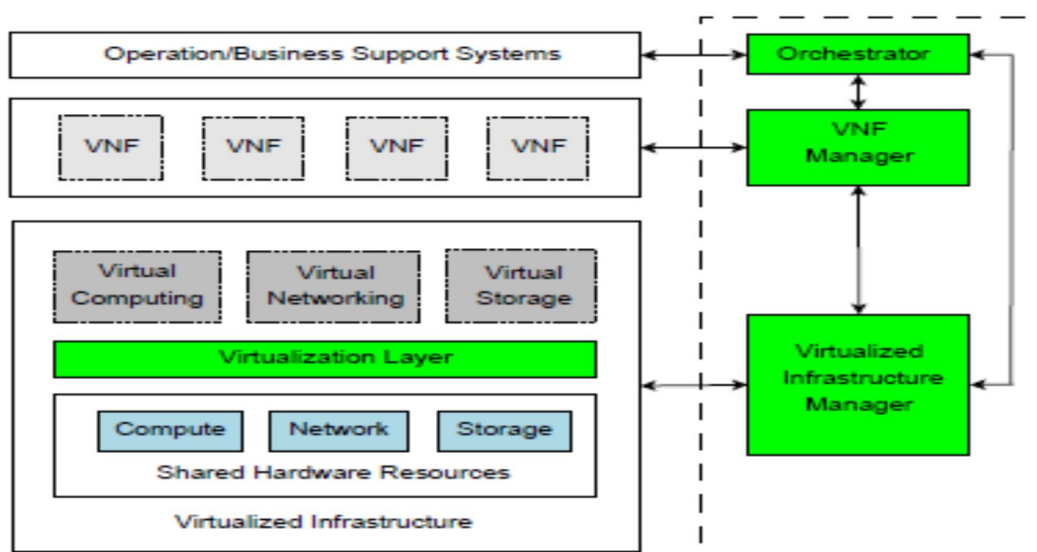 Operation/Business Support Systems
Orchestrator
VNF
VNF
VNF
VNF
VNF
Manager
Virtual
Computing
Virtual
Networking
Virtual
Storage
Virtualization Layer
Virtualized
Infrastructure
Manager
Compute
Network
Storage
Shared Hardware Resources
Virtualized Infrastructure